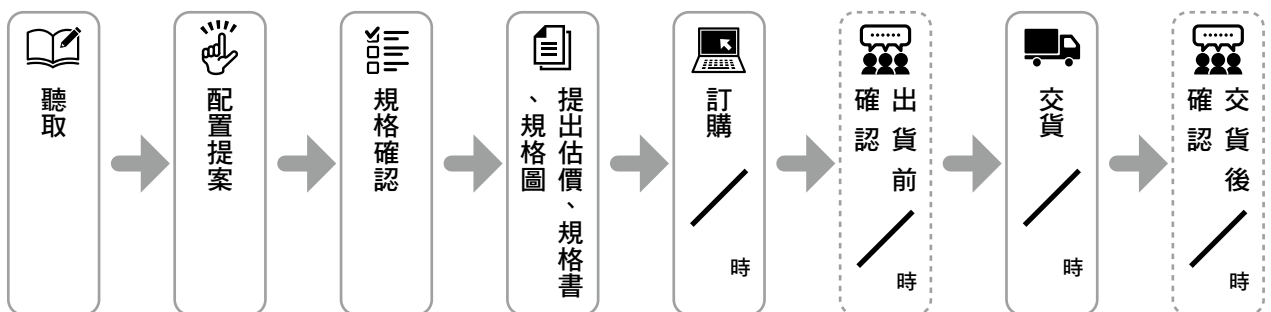 聽取
配置提案
規格確認
提出估價、規格書
、規格圖
訂購
／
時
出貨前
確認
／
時
交貨
／
時
交貨後
確認
／
時